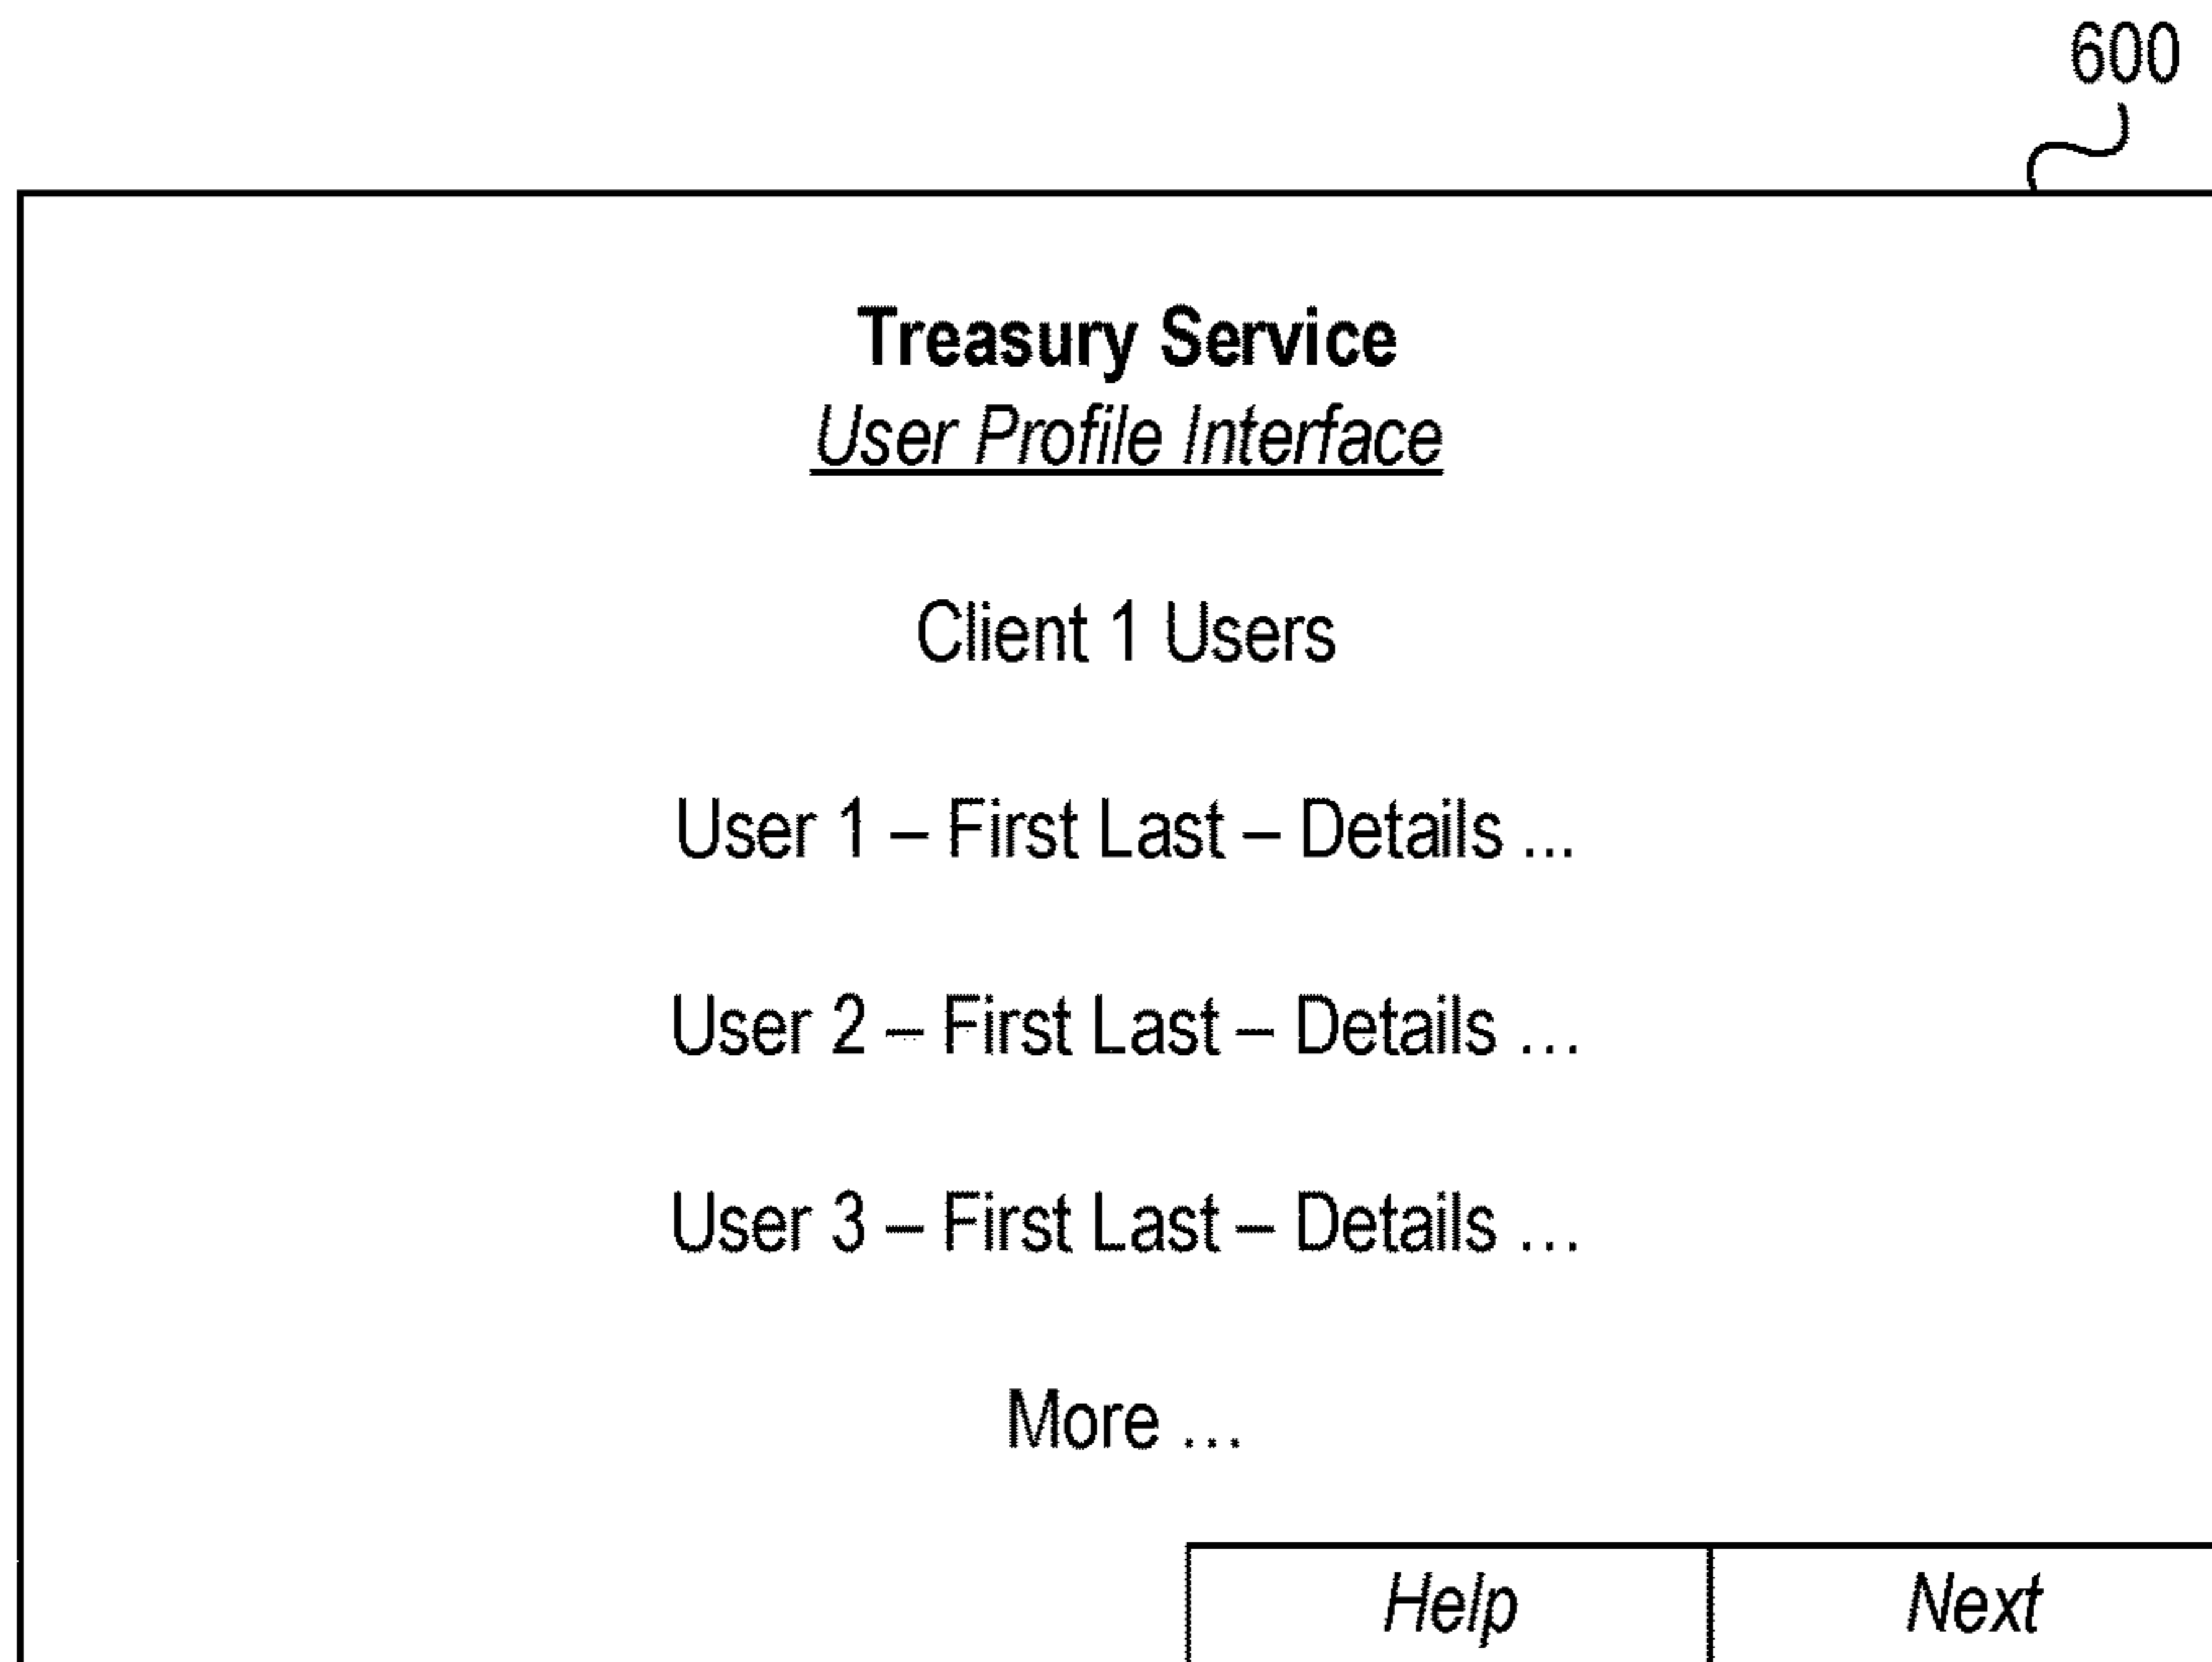 600
Treasury Service
User Profile Interface
Client 1 Users
User 1 – First Last – Details ...
User 2 – First Last – Details ...
User 3 – First Last – Details ...
More ...
Help Next